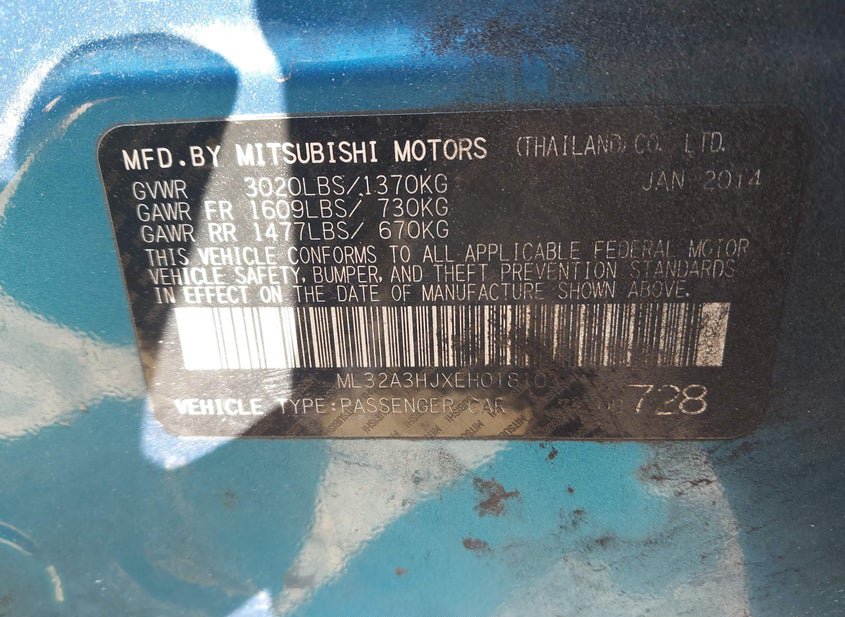 MFD.BY MITSUBISHI MOTORS (THAILAND) CO. LTD.
GVWR 3020LBS/1370KG JAN 2014
GAWR FR 1609LBS/ 730KG
GAWR RR 1477LBS/ 670KG
THIS VEHICLE CONFORMS TO ALL APPLICABLE FEDERAL MOTOR
VEHICLE SAFETY, BUMPER, AND THEFT PREVENTION STANDARDS
IN EFFECT ON THE DATE OF MANUFACTURE SHOWN ABOVE.
VEHICLE TYPE:PASSENGER CAR 728